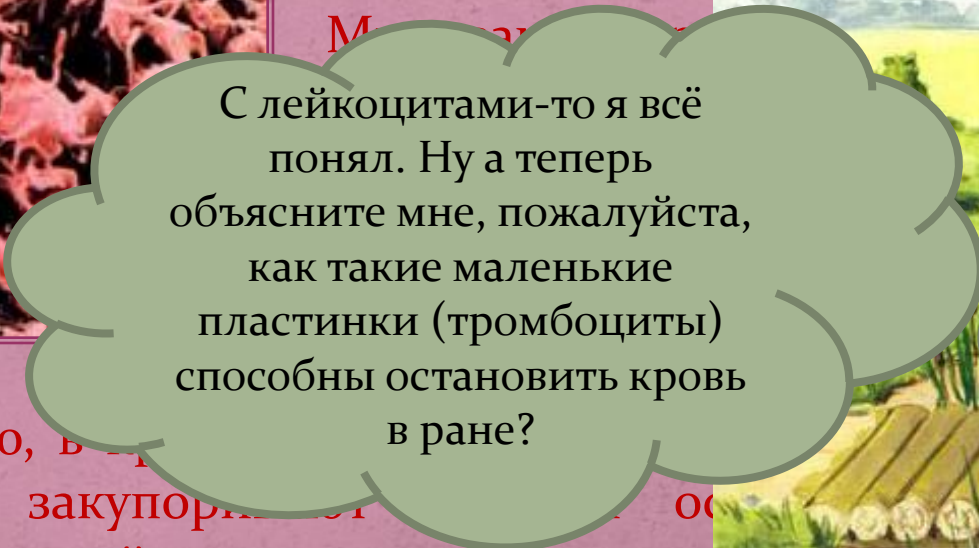 С лейкоцитами-то я всё
понял. Ну а теперь
объясните мне, пожалуйста,
как такие маленькие
пластинки (тромбоциты)
способны остановить кровь
в ране?